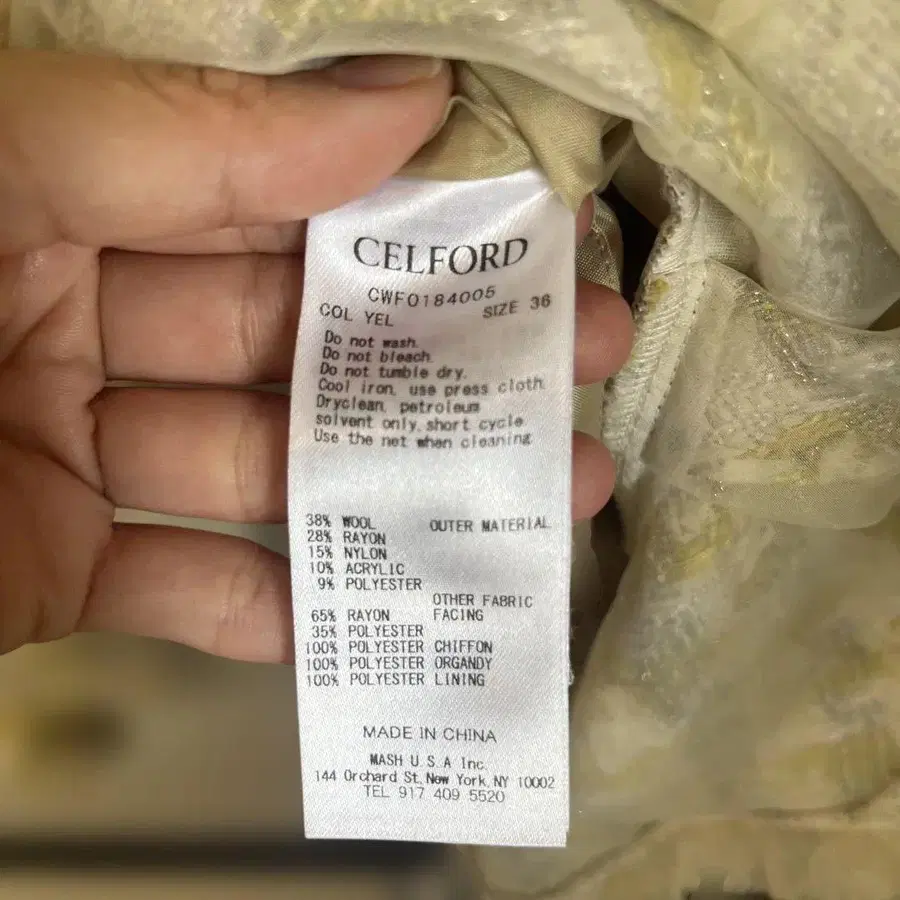 CELFORD
CWFO184005
COL YEL SIZE 36
Do not wash.
Do not bleach.
Do not tumble dry.
Cool iron, use press cloth.
Dryclean, petroleum
solvent only, short cycle
Use the net when cleaning
38% WOOL OUTER MATERIAL
28% RAYON
15% NYLON
10% ACRYLIC
9% POLYESTER
OTHER FABRIC
65% RAYON FACING
35% POLYESTER
100% POLYESTER CHIFFON
100% POLYESTER ORGANDY
100% POLYESTER LINING
MADE IN CHINA
MASH U.S.A Inc.
144 Orchard St, New York, NY 10002
TEL 917 409 5520